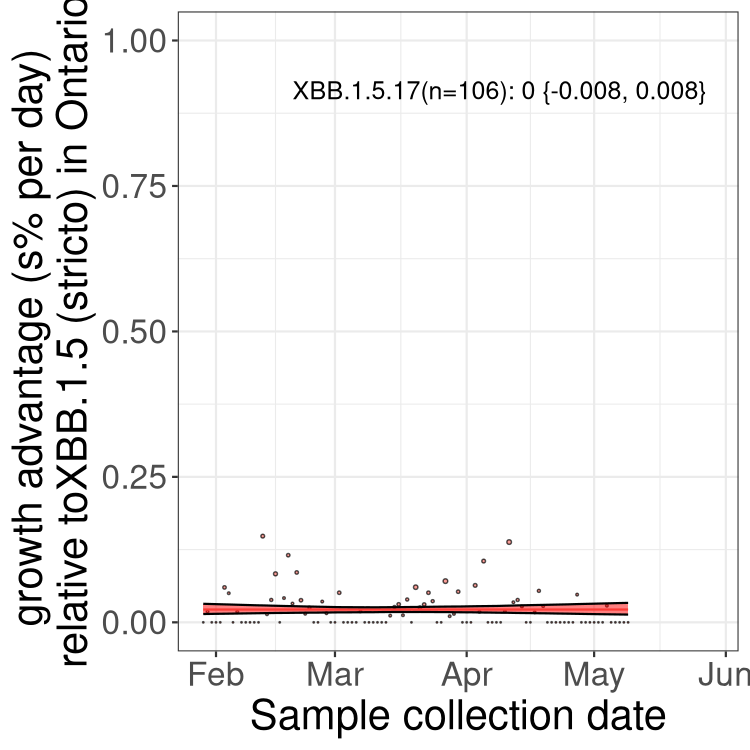 growth advantage (s% per day)
relative toXBB.1.5 (stricto) in Ontario
1.00
0.75
0.50
0.25
0.00
XBB.1.5.17(n=106): 0 {-0.008, 0.008}
Feb
Mar
Apr
May
Jun
Sample collection date